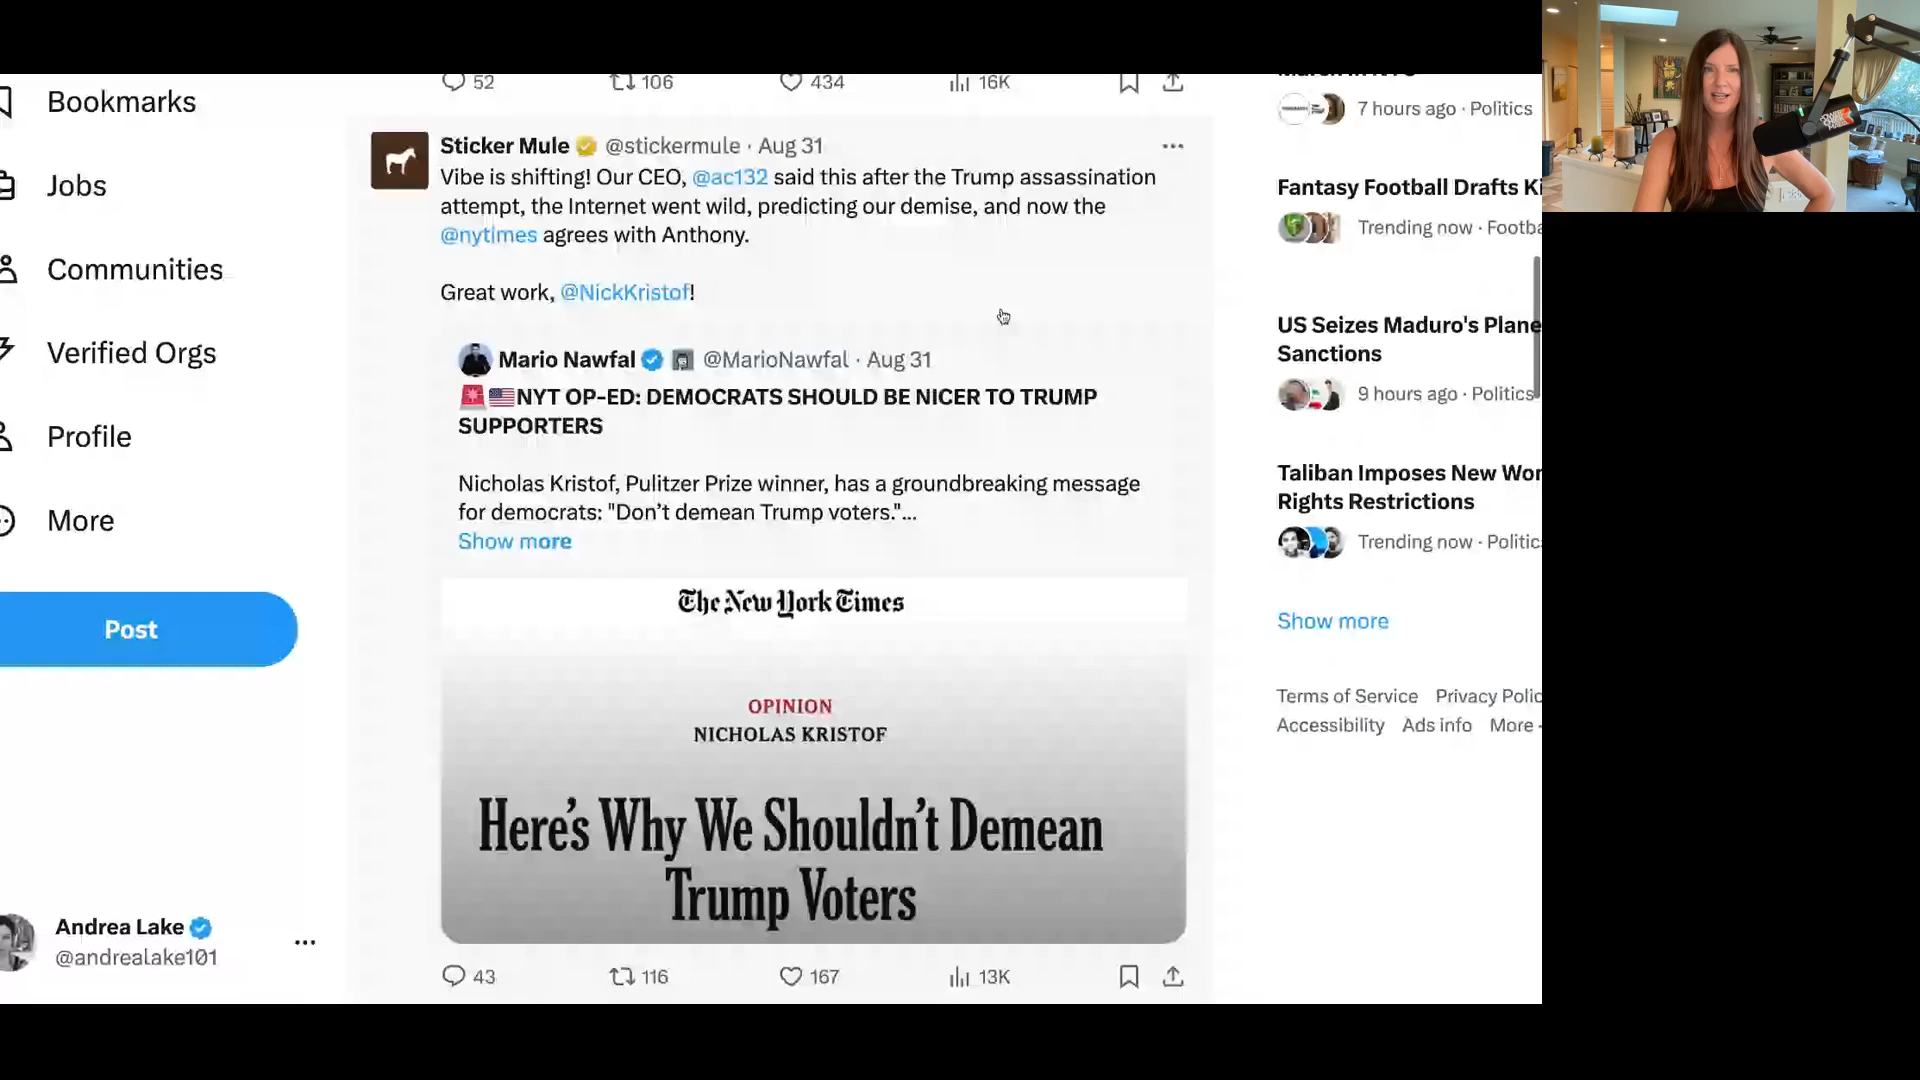 52 106 434 16K
Bookmarks
Jobs
Communities
Verified Orgs
Profile
More
Post
Andrea Lake
@andrealake101
Sticker Mule @stickermule · Aug 31
Vibe is shifting! Our CEO, @ac132 said this after the Trump assassination
attempt, the Internet went wild, predicting our demise, and now the
@nytimes agrees with Anthony.
Great work, @NickKristof!
Mario Nawfal @MarioNawfal · Aug 31
NYT OP-ED: DEMOCRATS SHOULD BE NICER TO TRUMP
SUPPORTERS
Nicholas Kristof, Pulitzer Prize winner, has a groundbreaking message
for democrats: "Don’t demean Trump voters."...
Show more
The New York Times
OPINION
NICHOLAS KRISTOF
Here’s Why We Shouldn’t Demean
Trump Voters
43 116 167 13K
7 hours ago · Politics
Fantasy Football Drafts Ki
Trending now · Footba
US Seizes Maduro's Plane
Sanctions
9 hours ago · Politics
Taliban Imposes New Wor
Rights Restrictions
Trending now · Politic
Show more
Terms of Service Privacy Polic
Accessibility Ads info More